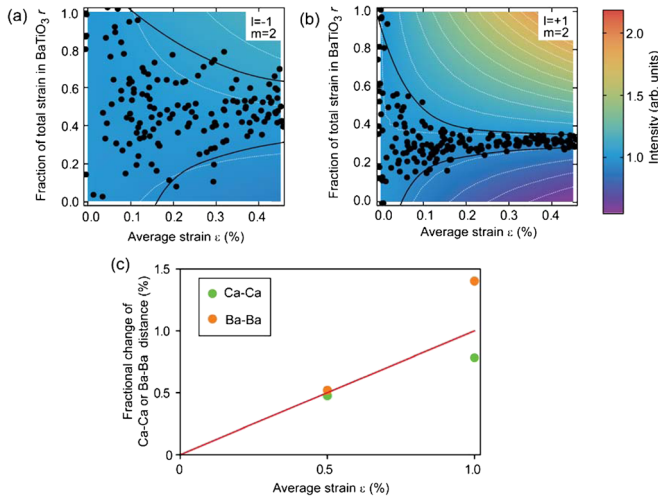 (a)
Fraction of total strain in BaTiO3 r
1.0
0.8
0.6
0.4
0.2
0.0
l=-1
m=2
0.0 0.1 0.2 0.3 0.4
Average strain ε (%)
(b)
Fraction of total strain in BaTiO3 r
1.0
0.8
0.6
0.4
0.2
0.0
l=+1
m=2
0.0 0.1 0.2 0.3 0.4
Average strain ε (%)
2.0
1.5
1.0
Intensity (arb. units)
(c)
Fractional change of
Ca-Ca or Ba-Ba distance (%)
1.5
1.0
0.5
0
Ca-Ca
Ba-Ba
0 0.5 1.0
Average strain ε (%)